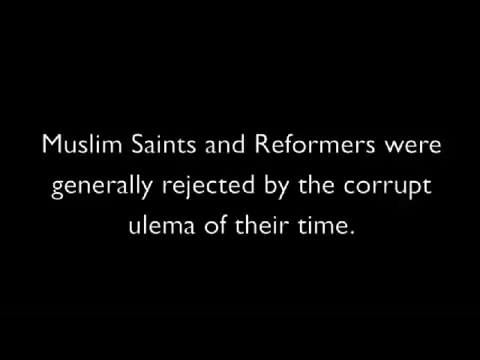 Muslim Saints and Reformers were
generally rejected by the corrupt
ulema of their time.